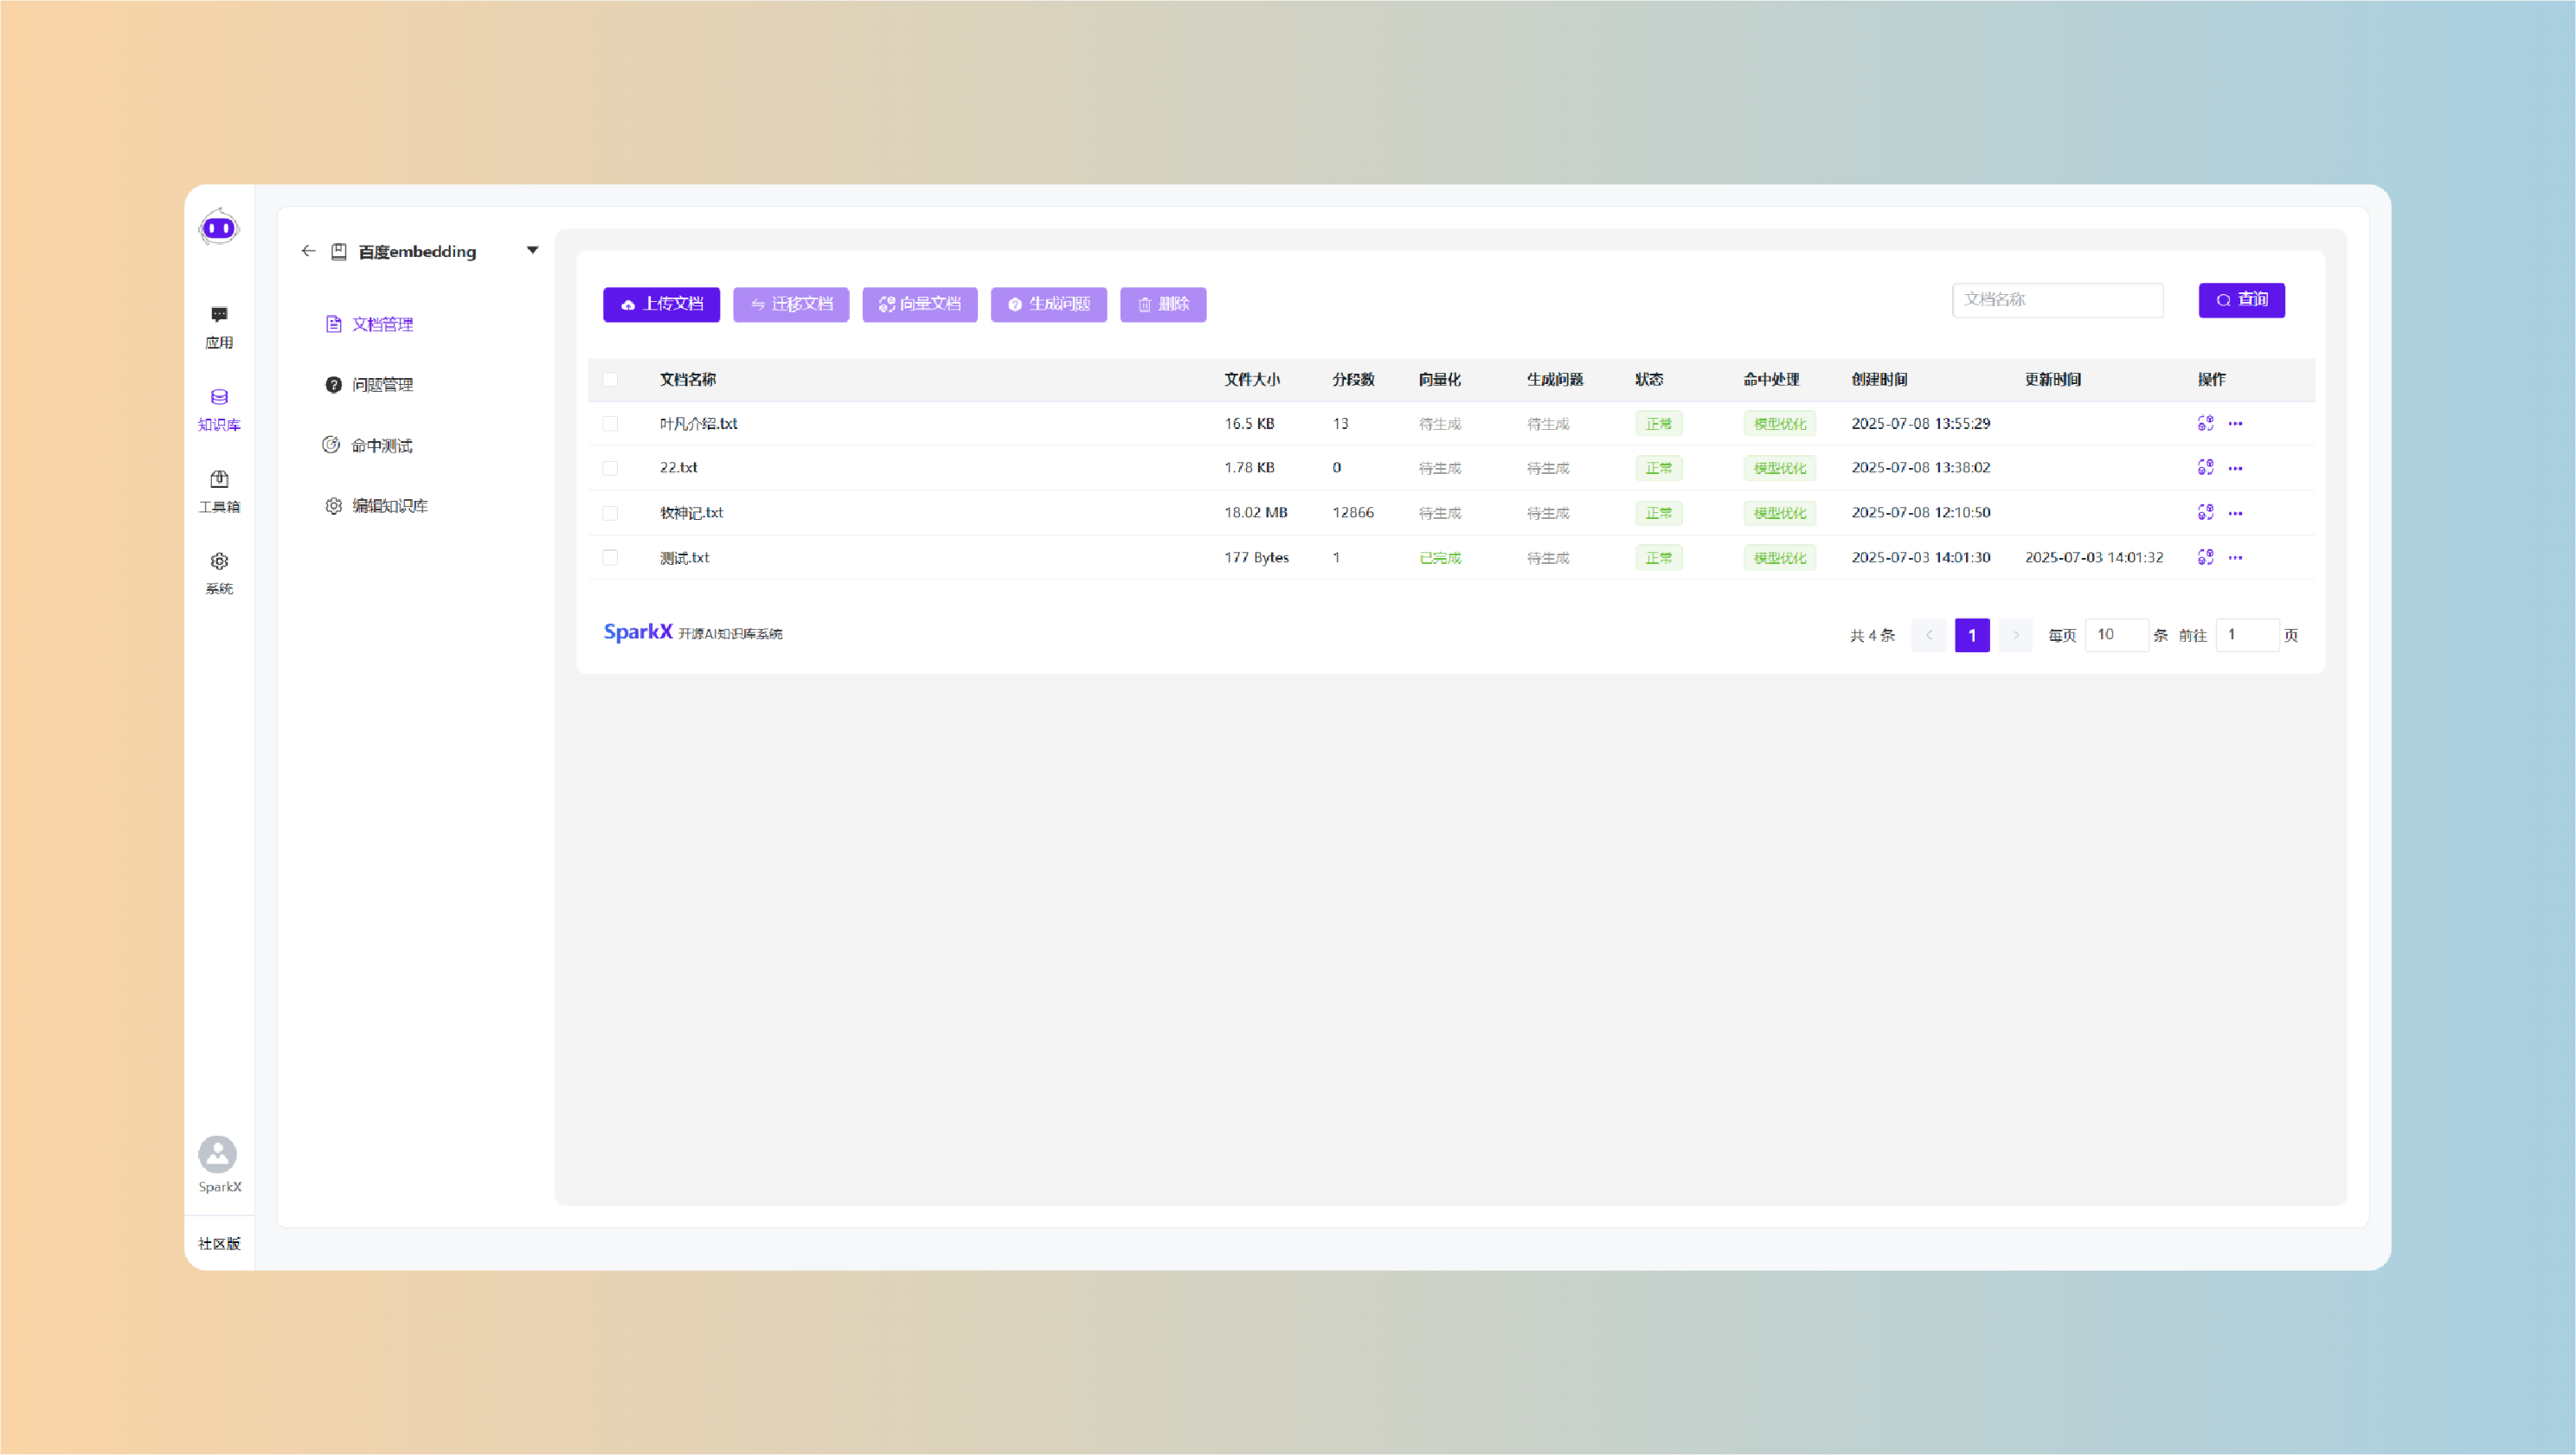 应用
知识库
工具箱
系统
SparkX
社区版
百度embedding
文档管理
问题管理
命中测试
编辑知识库
上传文档 迁移文档 向量文档 生成问题 删除 文档名称 查询
文档名称 文件大小 分段数 向量化 生成问题 状态 命中处理 创建时间 更新时间 操作
叶凡介绍.txt 16.5 KB 13 待生成 待生成 正常 模型优化 2025-07-08 13:55:29
22.txt 1.78 KB 0 待生成 待生成 正常 模型优化 2025-07-08 13:38:02
牧神记.txt 18.02 MB 12866 待生成 待生成 正常 模型优化 2025-07-08 12:10:50
测试.txt 177 Bytes 1 已完成 待生成 正常 模型优化 2025-07-03 14:01:30 2025-07-03 14:01:32
SparkX 开源AI知识库系统 共 4 条 1 每页 10 条 前往 1 页